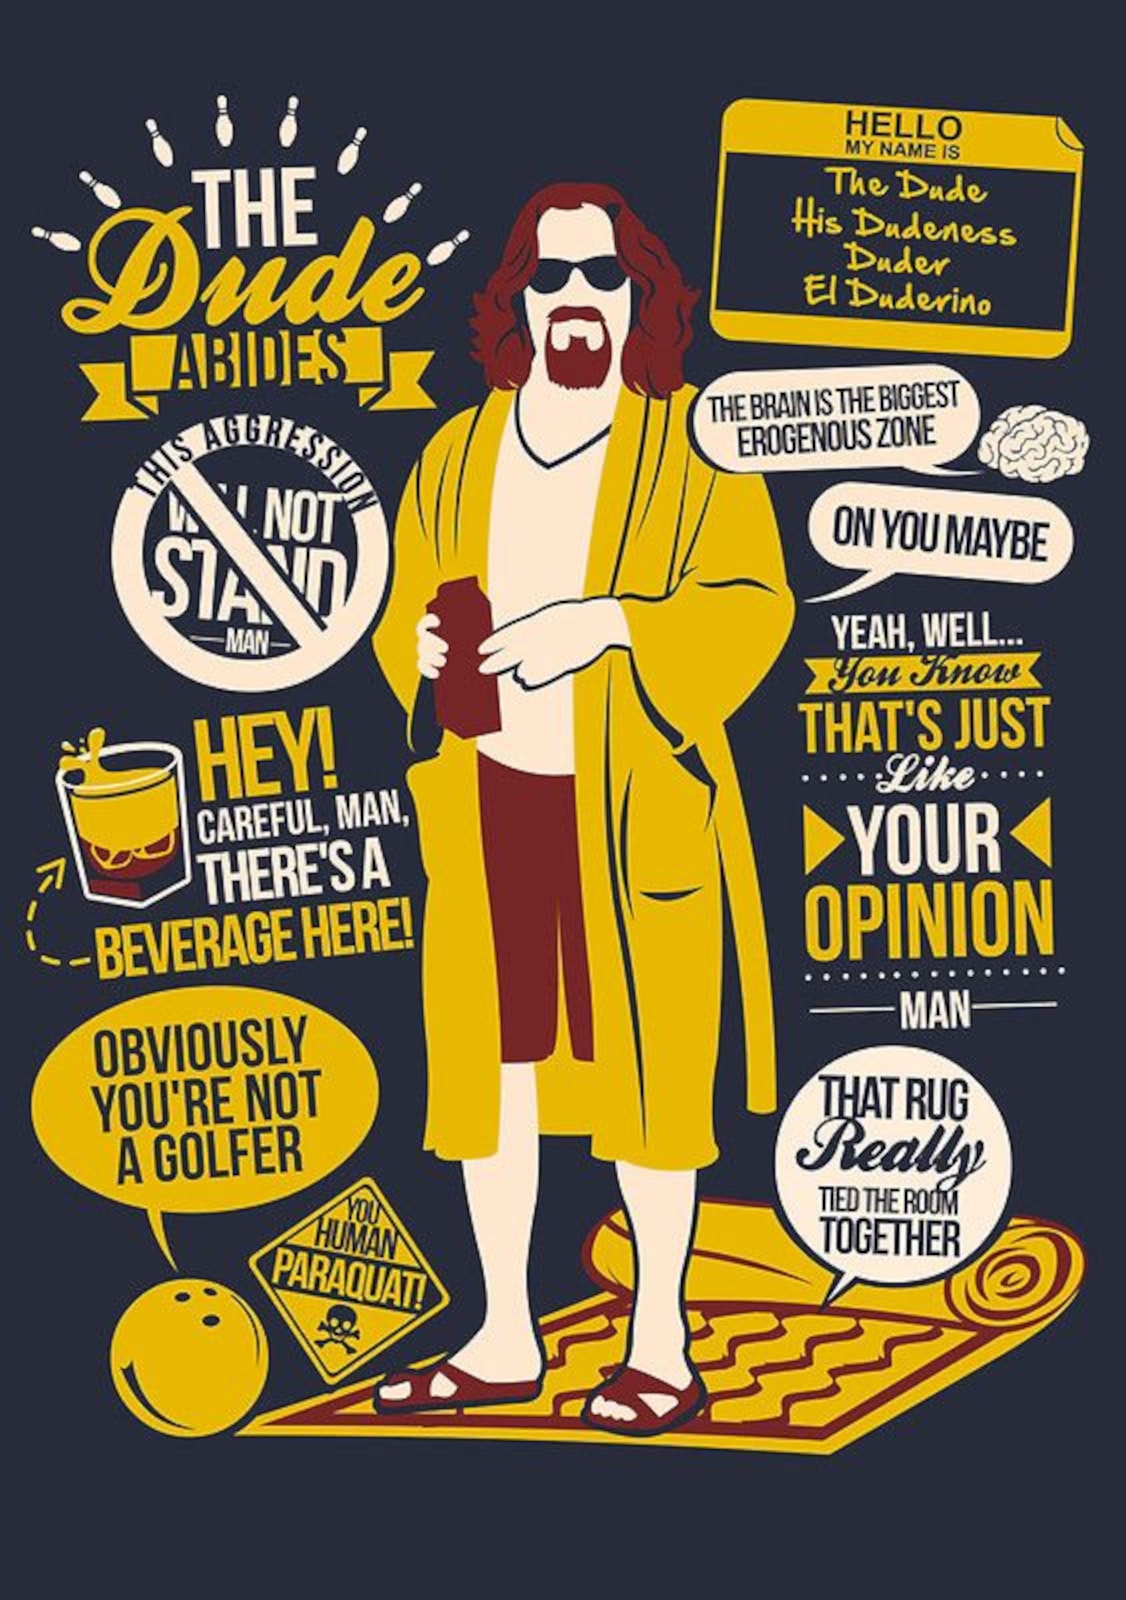 THE
Dude
ABIDES
HELLO
MY NAME IS
The Dude
His Dudeness
Duder
El Duderino
THE BRAIN IS THE BIGGEST
EROGENOUS ZONE
ON YOU MAYBE
THIS AGGRESSION
WILL NOT
STAND
MAN
YEAH, WELL...
You Know
THAT'S JUST
Like
YOUR
OPINION
MAN
HEY!
CAREFUL, MAN,
THERE'S A
BEVERAGE HERE!
OBVIOUSLY
YOU'RE NOT
A GOLFER
YOU
HUMAN
PARAQUAT!
THAT RUG
Really
TIED THE ROOM
TOGETHER